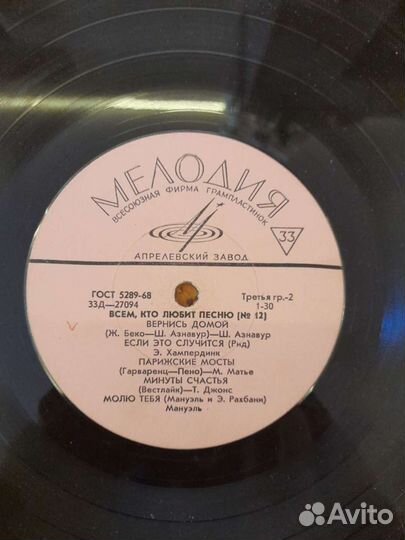 МЕЛОДИЯ
ВСЕСОЮЗНАЯ ФИРМА ГРАМПЛАСТИНОК
33
АПРЕЛЕВСКИЙ ЗАВОД
ГОСТ 5289-68 Третья гр.-2
33Д—27094 1-30
ВСЕМ, КТО ЛЮБИТ ПЕСНЮ [№ 12]
ВЕРНИСЬ ДОМОЙ
(Ж. Беко—Ш. Азнавур)—Ш. Азнавур
ЕСЛИ ЭТО СЛУЧИТСЯ (Рид)
Э. Хампердинк
ПАРИЖСКИЕ МОСТЫ
(Гарваренц—Пено)—М. Матье
МИНУТЫ СЧАСТЬЯ
(Вестлайк)—Т. Джонс
МОЛЮ ТЕБЯ (Мануэль и Э. Рахбани)
Мануэль
Avito